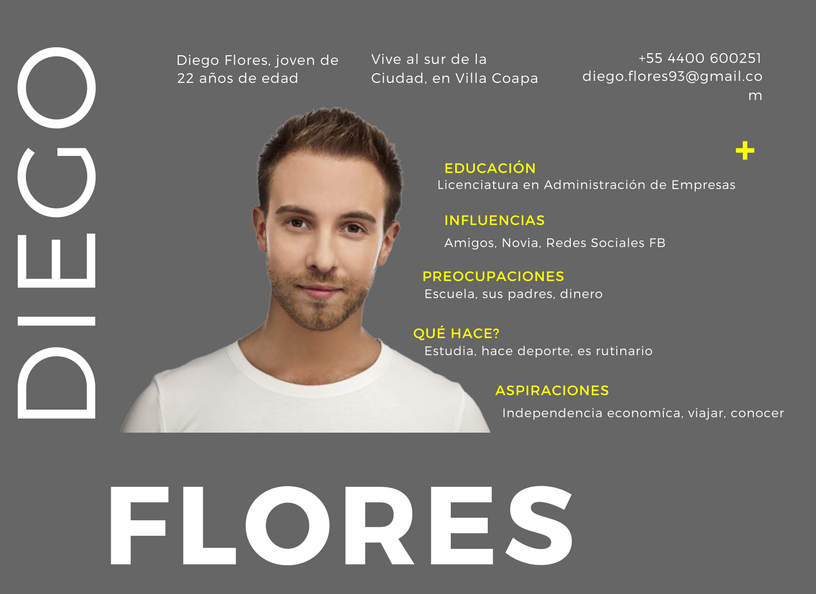 DIEGO
Diego Flores, joven de
22 años de edad
Vive al sur de la
Ciudad, en Villa Coapa
+55 4400 600251
diego.flores93@gmail.co
m
+
EDUCACIÓN
Licenciatura en Administración de Empresas
INFLUENCIAS
Amigos, Novia, Redes Sociales FB
PREOCUPACIONES
Escuela, sus padres, dinero
QUÉ HACE?
Estudia, hace deporte, es rutinario
ASPIRACIONES
Independencia economíca, viajar, conocer
FLORES